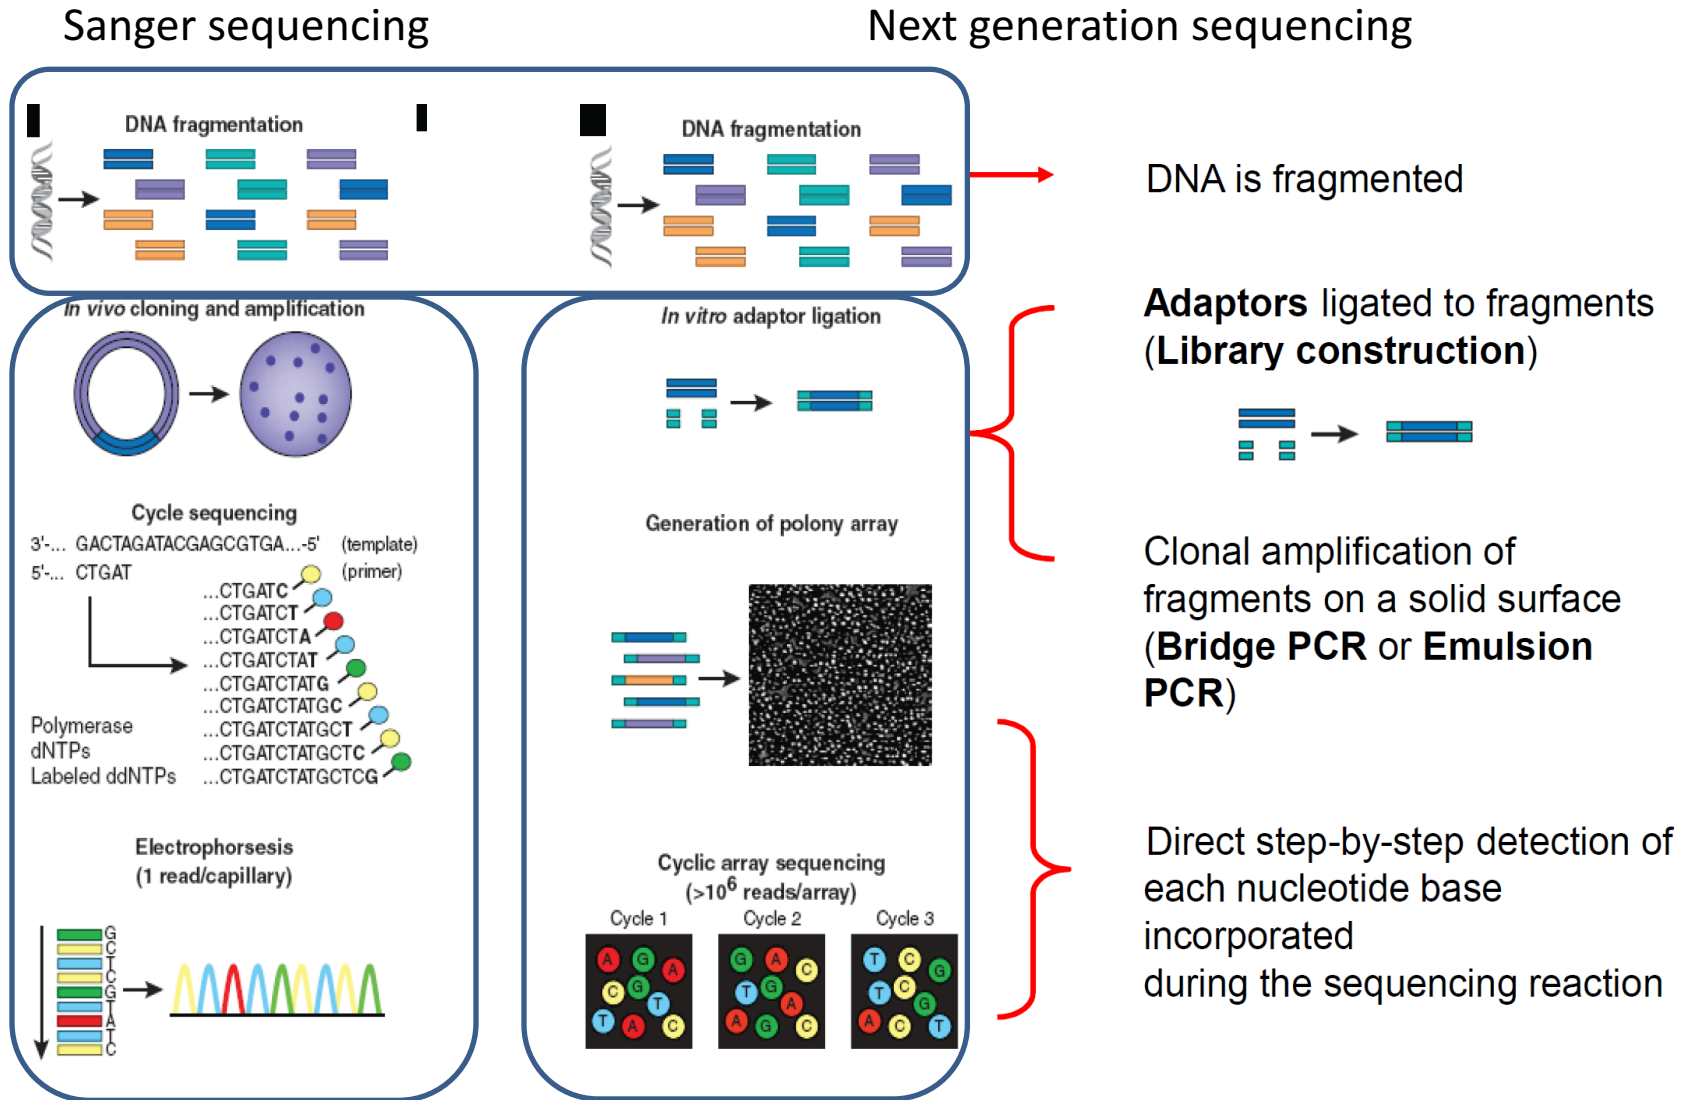 Sanger sequencing
Next generation sequencing
DNA fragmentation
DNA fragmentation
DNA is fragmented
In vivo cloning and amplification
Cycle sequencing
3'-... GACTAGATACGAGCGTGA...-5' (template)
5'-... CTGAT (primer)
...CTGATC
...CTGATCT
...CTGATCTA
...CTGATCTAT
...CTGATCTATG
...CTGATCTATGC
...CTGATCTATGCT
...CTGATCTATGCTC
...CTGATCTATGCTCG
Polymerase
dNTPs
Labeled ddNTPs
Electrophorsesis
(1 read/capillary)
G
C
T
C
G
T
A
T
C
In vitro adaptor ligation
Generation of polony array
Cyclic array sequencing
(>10⁶ reads/array)
Cycle 1 Cycle 2 Cycle 3
A G A
C G T
T A C
G A C
T G A
A G C
T C G
T C G
A C T
Adaptors ligated to fragments
(Library construction)
Clonal amplification of
fragments on a solid surface
(Bridge PCR or Emulsion
PCR)
Direct step-by-step detection of
each nucleotide base
incorporated
during the sequencing reaction